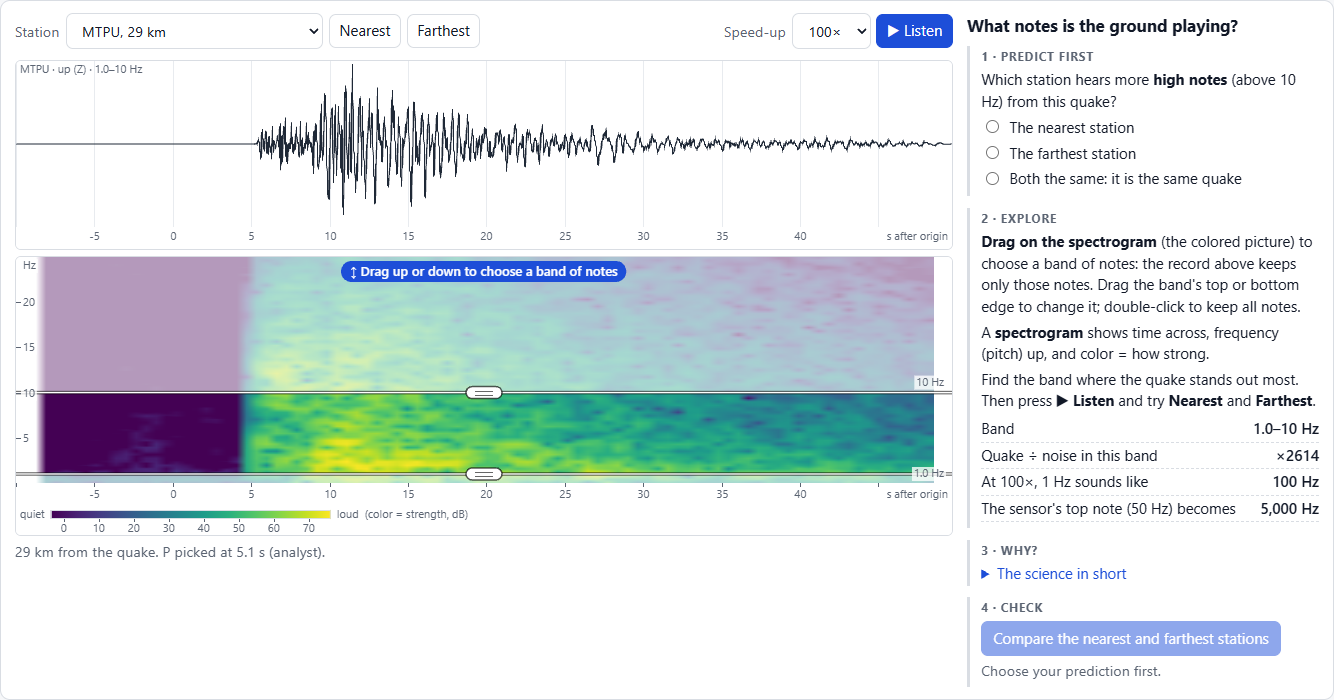 Station
MTPU, 29 km
Nearest
Farthest
Speed-up
100×
▶ Listen
MTPU · up (Z) · 1.0–10 Hz
-5 0 5 10 15 20 25 30 35 40 s after origin
Hz
↕ Drag up or down to choose a band of notes
20
15
10
5
10 Hz
1.0 Hz
-5 0 5 10 15 20 25 30 35 40 s after origin
quiet
loud (color = strength, dB)
0 10 20 30 40 50 60 70
29 km from the quake. P picked at 5.1 s (analyst).
What notes is the ground playing?
1 · PREDICT FIRST
Which station hears more high notes (above 10
Hz) from this quake?
The nearest station
The farthest station
Both the same: it is the same quake
2 · EXPLORE
Drag on the spectrogram (the colored picture) to
choose a band of notes: the record above keeps
only those notes. Drag the band's top or bottom
edge to change it; double-click to keep all notes.
A spectrogram shows time across, frequency
(pitch) up, and color = how strong.
Find the band where the quake stands out most.
Then press ▶ Listen and try Nearest and Farthest.
Band 1.0–10 Hz
Quake ÷ noise in this band ×2614
At 100×, 1 Hz sounds like 100 Hz
The sensor's top note (50 Hz) becomes 5,000 Hz
3 · WHY?
▶ The science in short
4 · CHECK
Compare the nearest and farthest stations
Choose your prediction first.